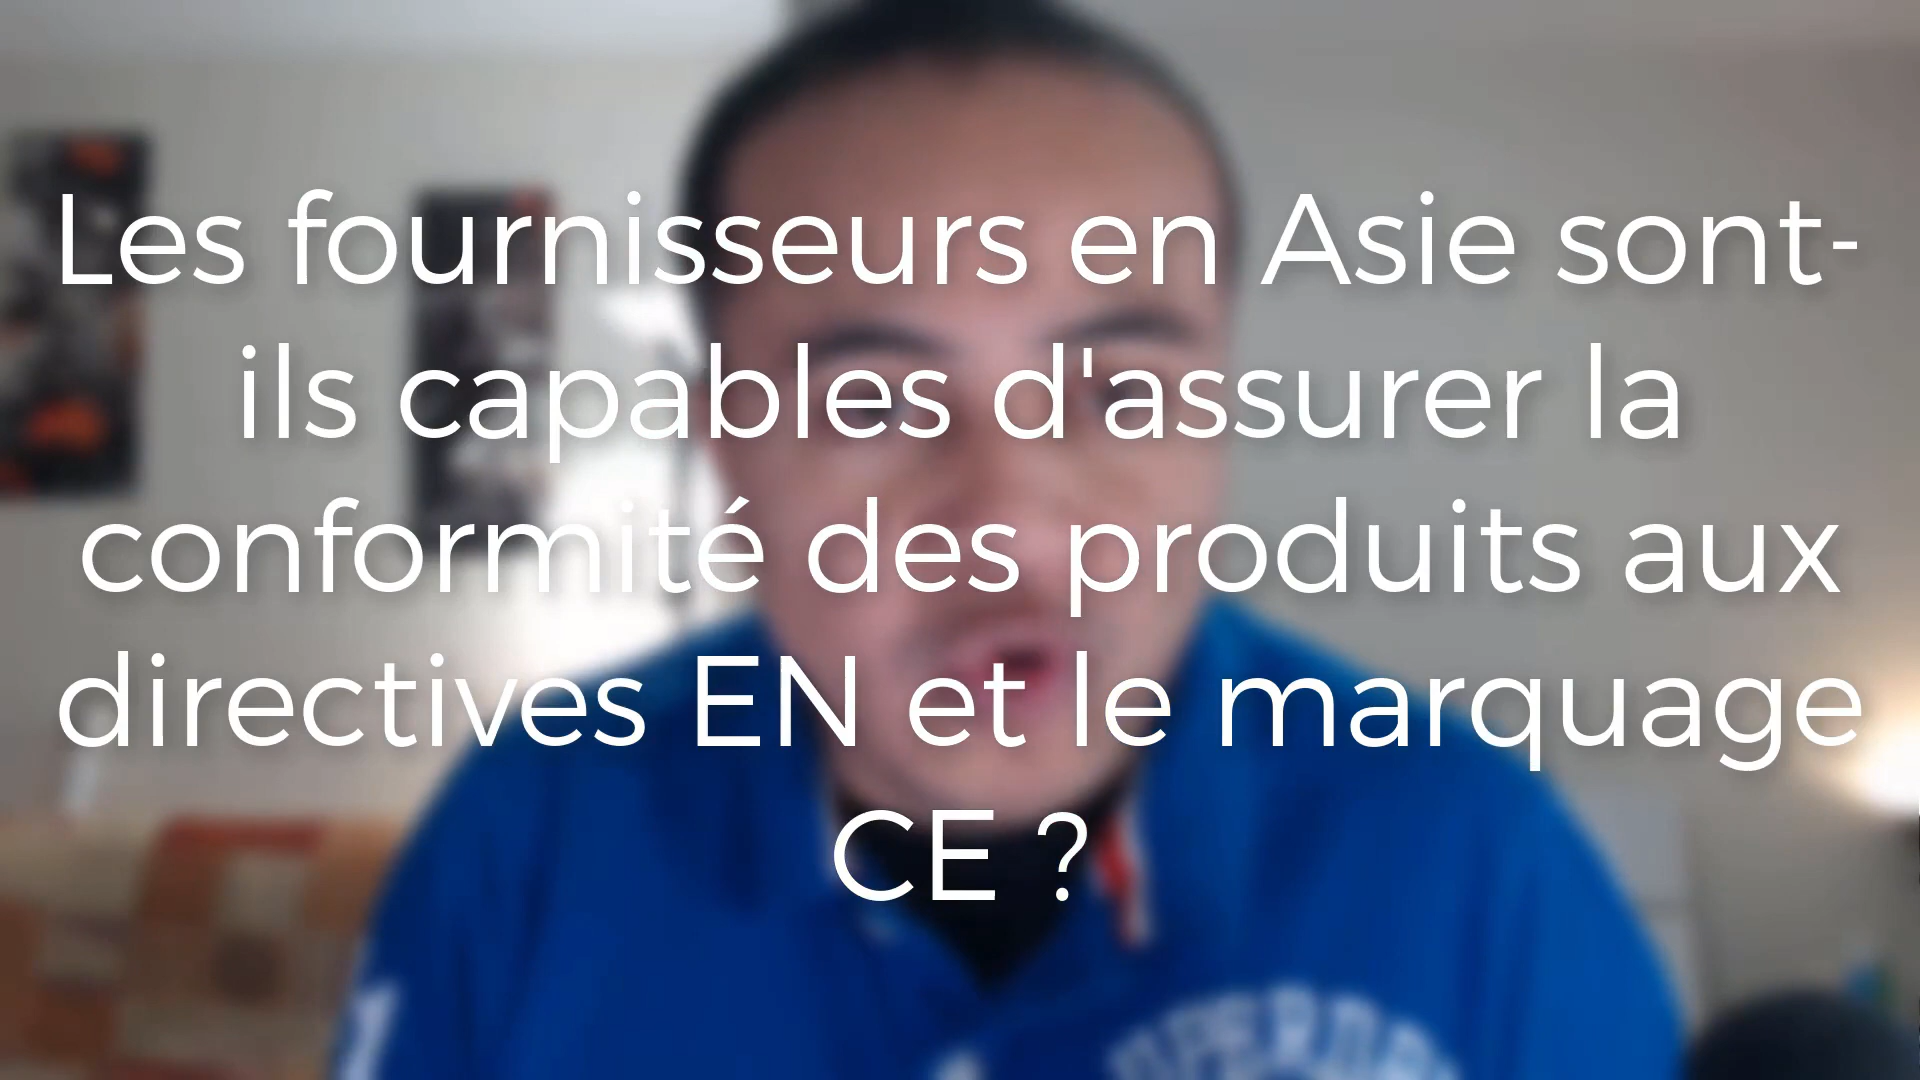 Les fournisseurs en Asie sont-
ils capables d'assurer la
conformité des produits aux
directives EN et le marquage
CE ?